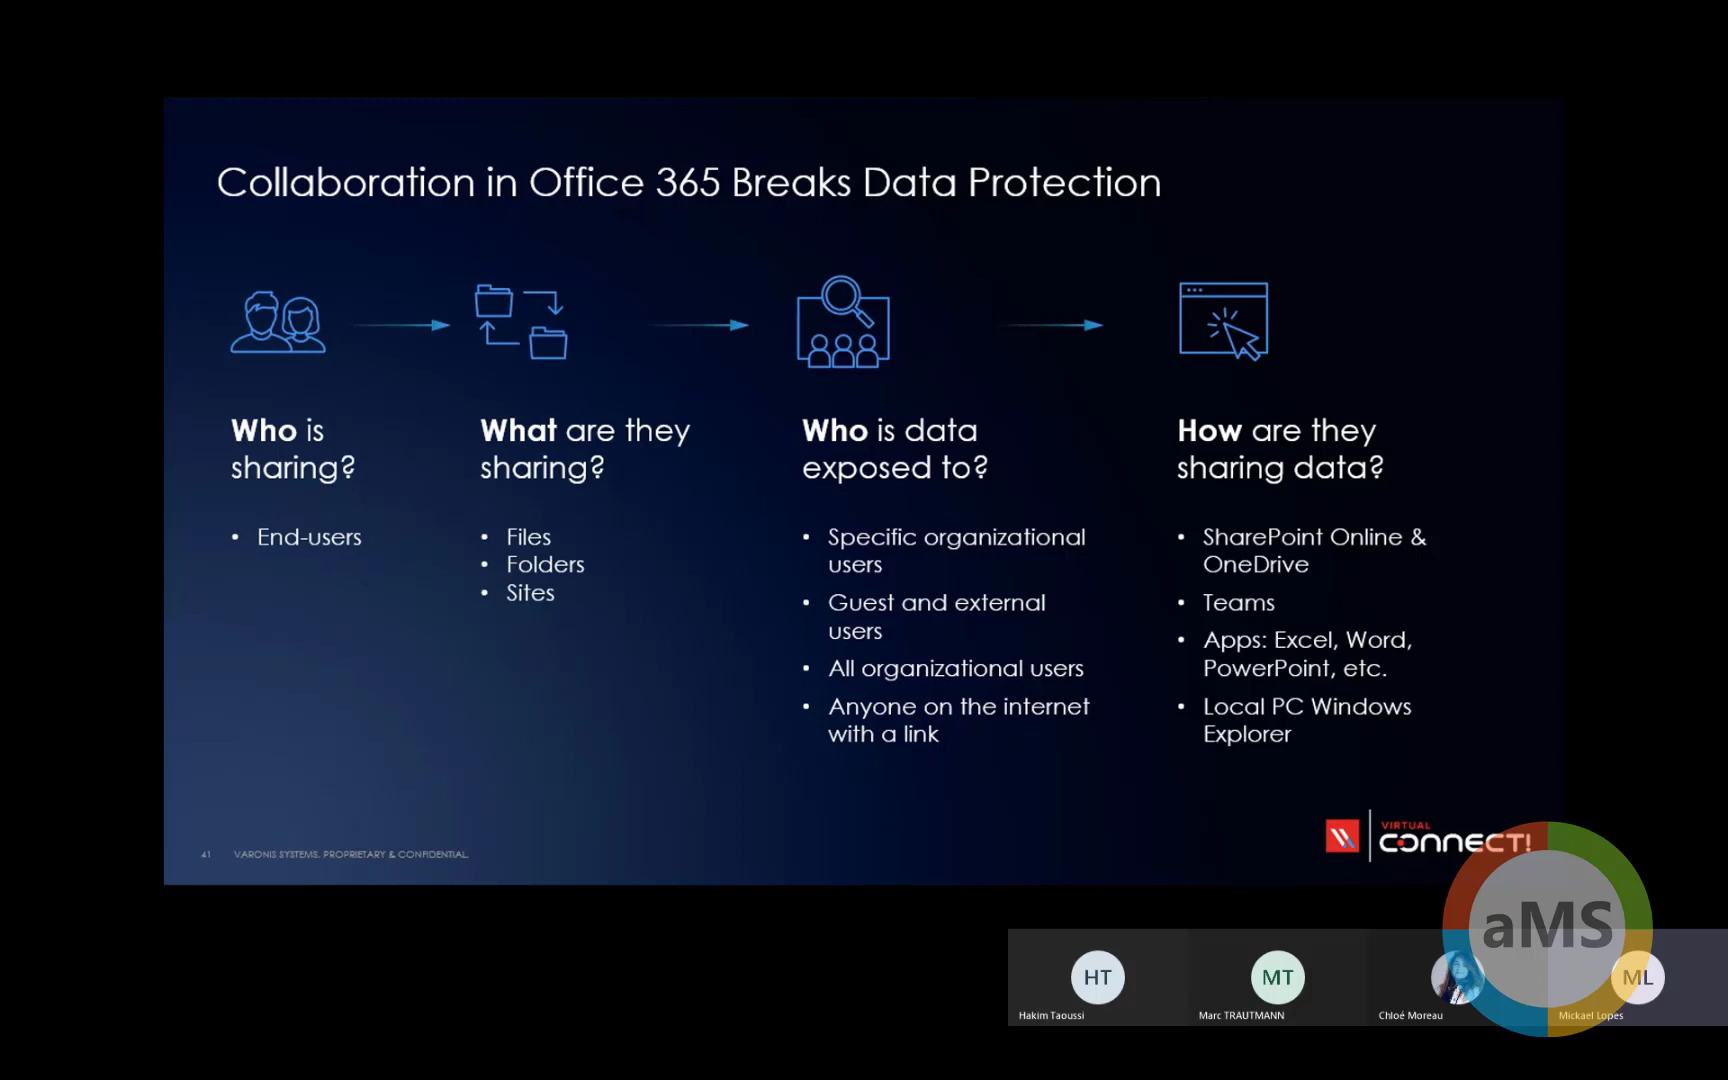 Collaboration in Office 365 Breaks Data Protection
Who is
sharing?
• End-users
What are they
sharing?
• Files
• Folders
• Sites
Who is data
exposed to?
• Specific organizational
users
• Guest and external
users
• All organizational users
• Anyone on the internet
with a link
How are they
sharing data?
• SharePoint Online &
OneDrive
• Teams
• Apps: Excel, Word,
PowerPoint, etc.
• Local PC Windows
Explorer
41 VARONIS SYSTEMS. PROPRIETARY & CONFIDENTIAL.
VIRTUAL
CONNECT!
aMS
HT
MT
ML
Hakim Taoussi
Marc TRAUTMANN
Chloé Moreau
Mickael Lopes